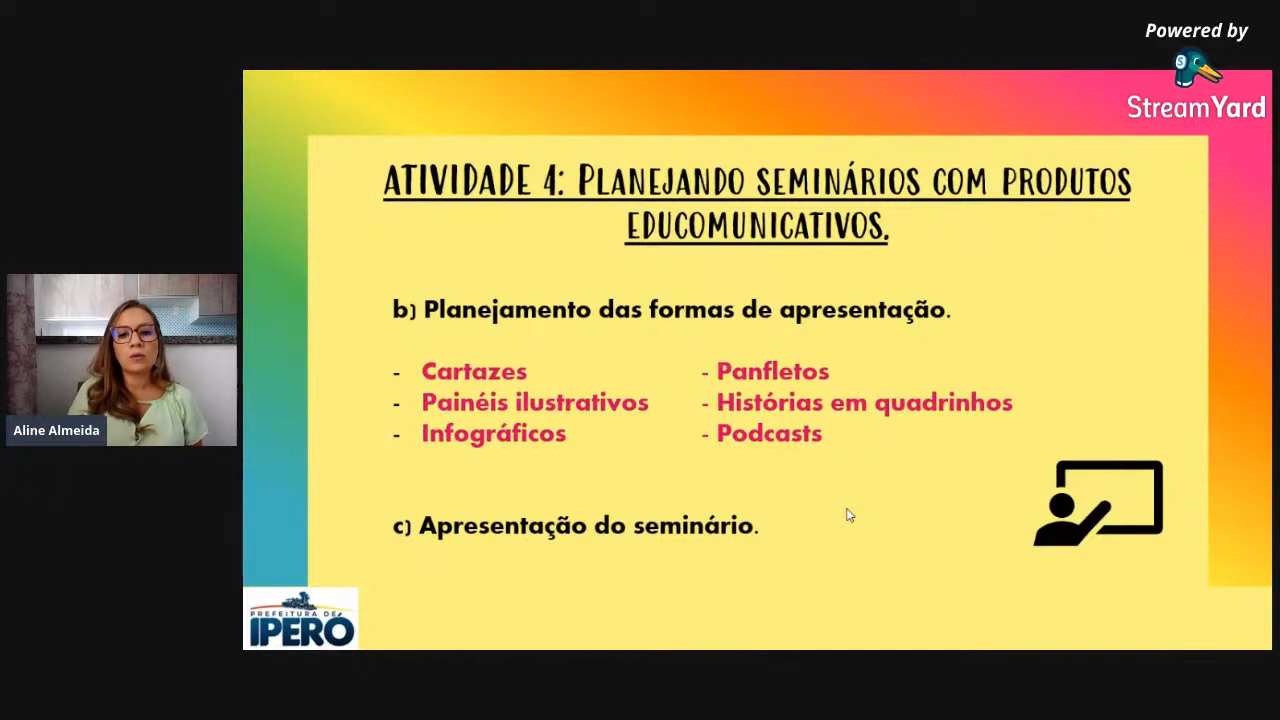 Powered by
StreamYard
ATIVIDADE 4: PLANEJANDO SEMINÁRIOS COM PRODUTOS
EDUCOMUNICATIVOS.
b) Planejamento das formas de apresentação.
- Cartazes - Panfletos
- Painéis ilustrativos - Histórias em quadrinhos
- Infográficos - Podcasts
c) Apresentação do seminário.
Aline Almeida
PREFEITURA DE
IPERÓ